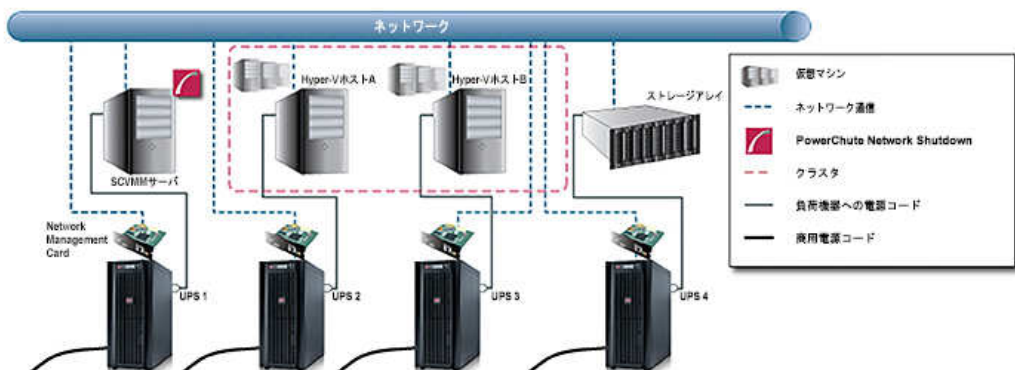 ネットワーク
Hyper-VホストA
Hyper-VホストB
ストレージアレイ
SCVMMサーバ
Network
Management
Card
UPS 1
UPS 2
UPS 3
UPS 4
仮想マシン
ネットワーク通信
PowerChute Network Shutdown
クラスタ
負荷機器への電源コード
商用電源コード